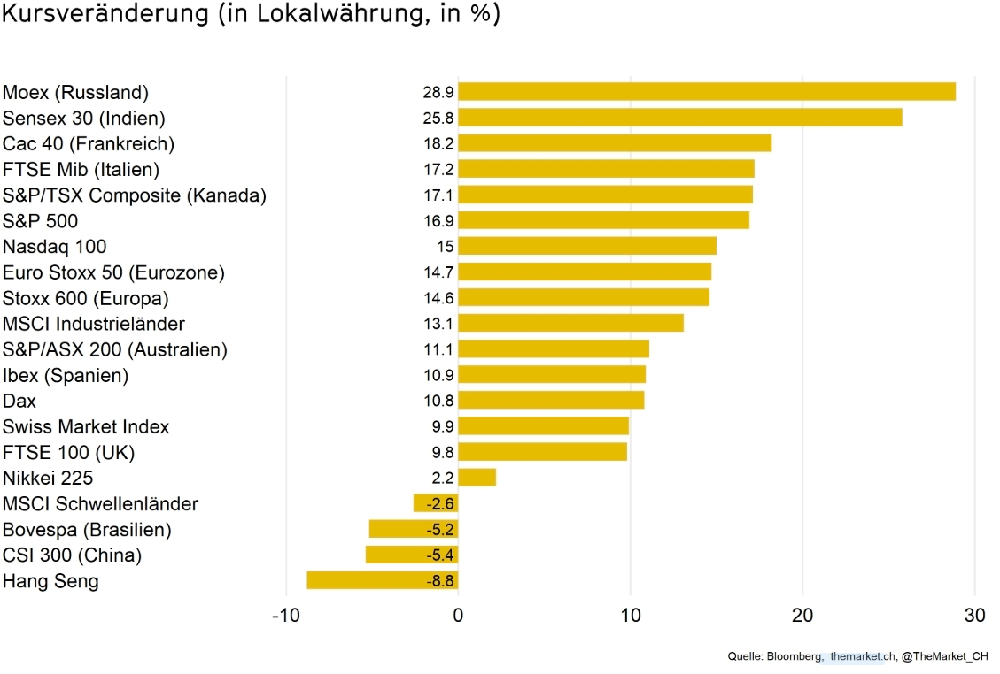 Kursveränderung (in Lokalwährung, in %)
Moex (Russland) 28.9
Sensex 30 (Indien) 25.8
Cac 40 (Frankreich) 18.2
FTSE Mib (Italien) 17.2
S&P/TSX Composite (Kanada) 17.1
S&P 500 16.9
Nasdaq 100 15
Euro Stoxx 50 (Eurozone) 14.7
Stoxx 600 (Europa) 14.6
MSCI Industrieländer 13.1
S&P/ASX 200 (Australien) 11.1
Ibex (Spanien) 10.9
Dax 10.8
Swiss Market Index 9.9
FTSE 100 (UK) 9.8
Nikkei 225 2.2
MSCI Schwellenländer -2.6
Bovespa (Brasilien) -5.2
CSI 300 (China) -5.4
Hang Seng -8.8
-10 0 10 20 30
Quelle: Bloomberg, themarket.ch, @TheMarket_CH